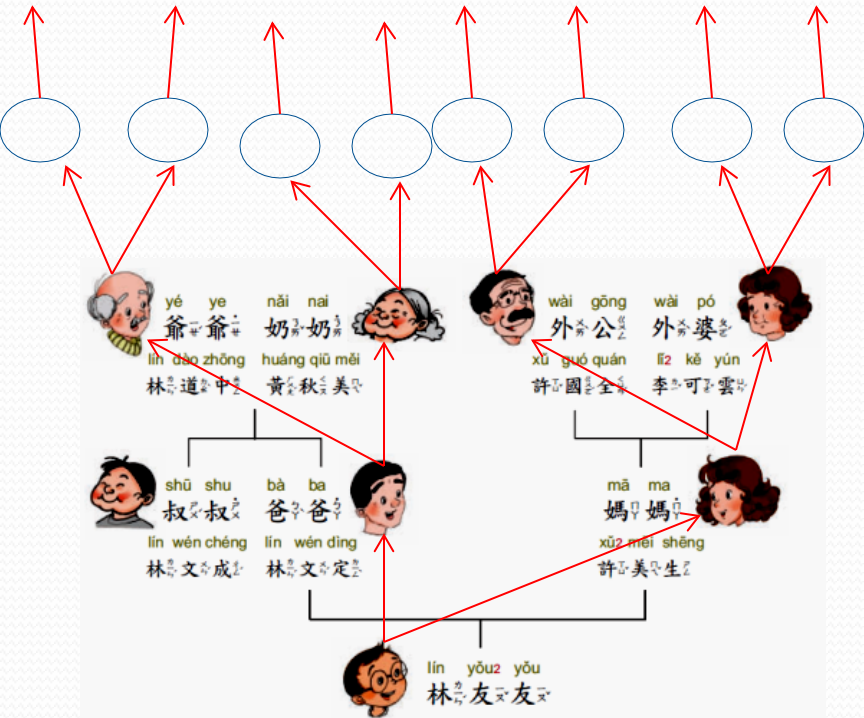 yé ye nǎi nai wài gōng wài pó
爺爺 奶奶 外公 外婆
lín dào zhōng huáng qiū měi xǔ guó quán lǐ2 kě yún
林道中 黃秋美 許國全 李可雲
shū shu bà ba mā ma
叔叔 爸爸 媽媽
lín wén chéng lín wén dìng xǔ2 měi shēng
林文成 林文定 許美生
lín yǒu2 yǒu
林友友